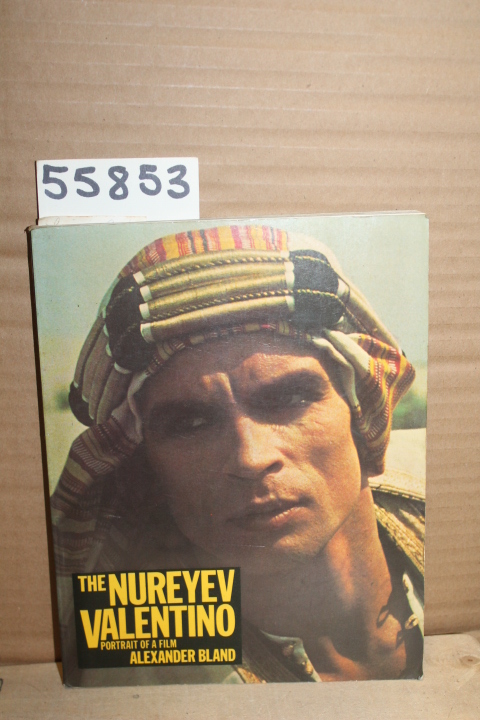 55853
THE NUREYEV
VALENTINO
PORTRAIT OF A FILM
ALEXANDER BLAND